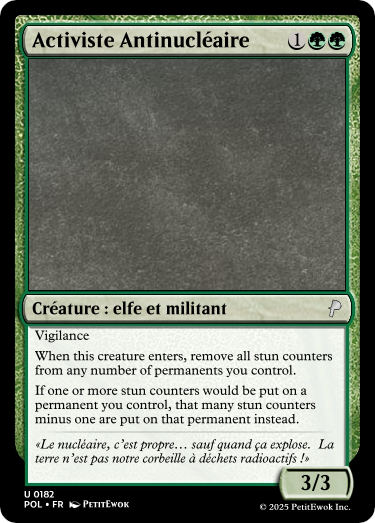 Activiste Antinucléaire 1
Créature : elfe et militant
Vigilance
When this creature enters, remove all stun counters
from any number of permanents you control.
If one or more stun counters would be put on a
permanent you control, that many stun counters
minus one are put on that permanent instead.
«Le nucléaire, c'est propre… sauf quand ça explose. La
terre n'est pas notre corbeille à déchets radioactifs !»
3/3
U 0182
POL • FR PetitEwok
© 2025 PetitEwok Inc.